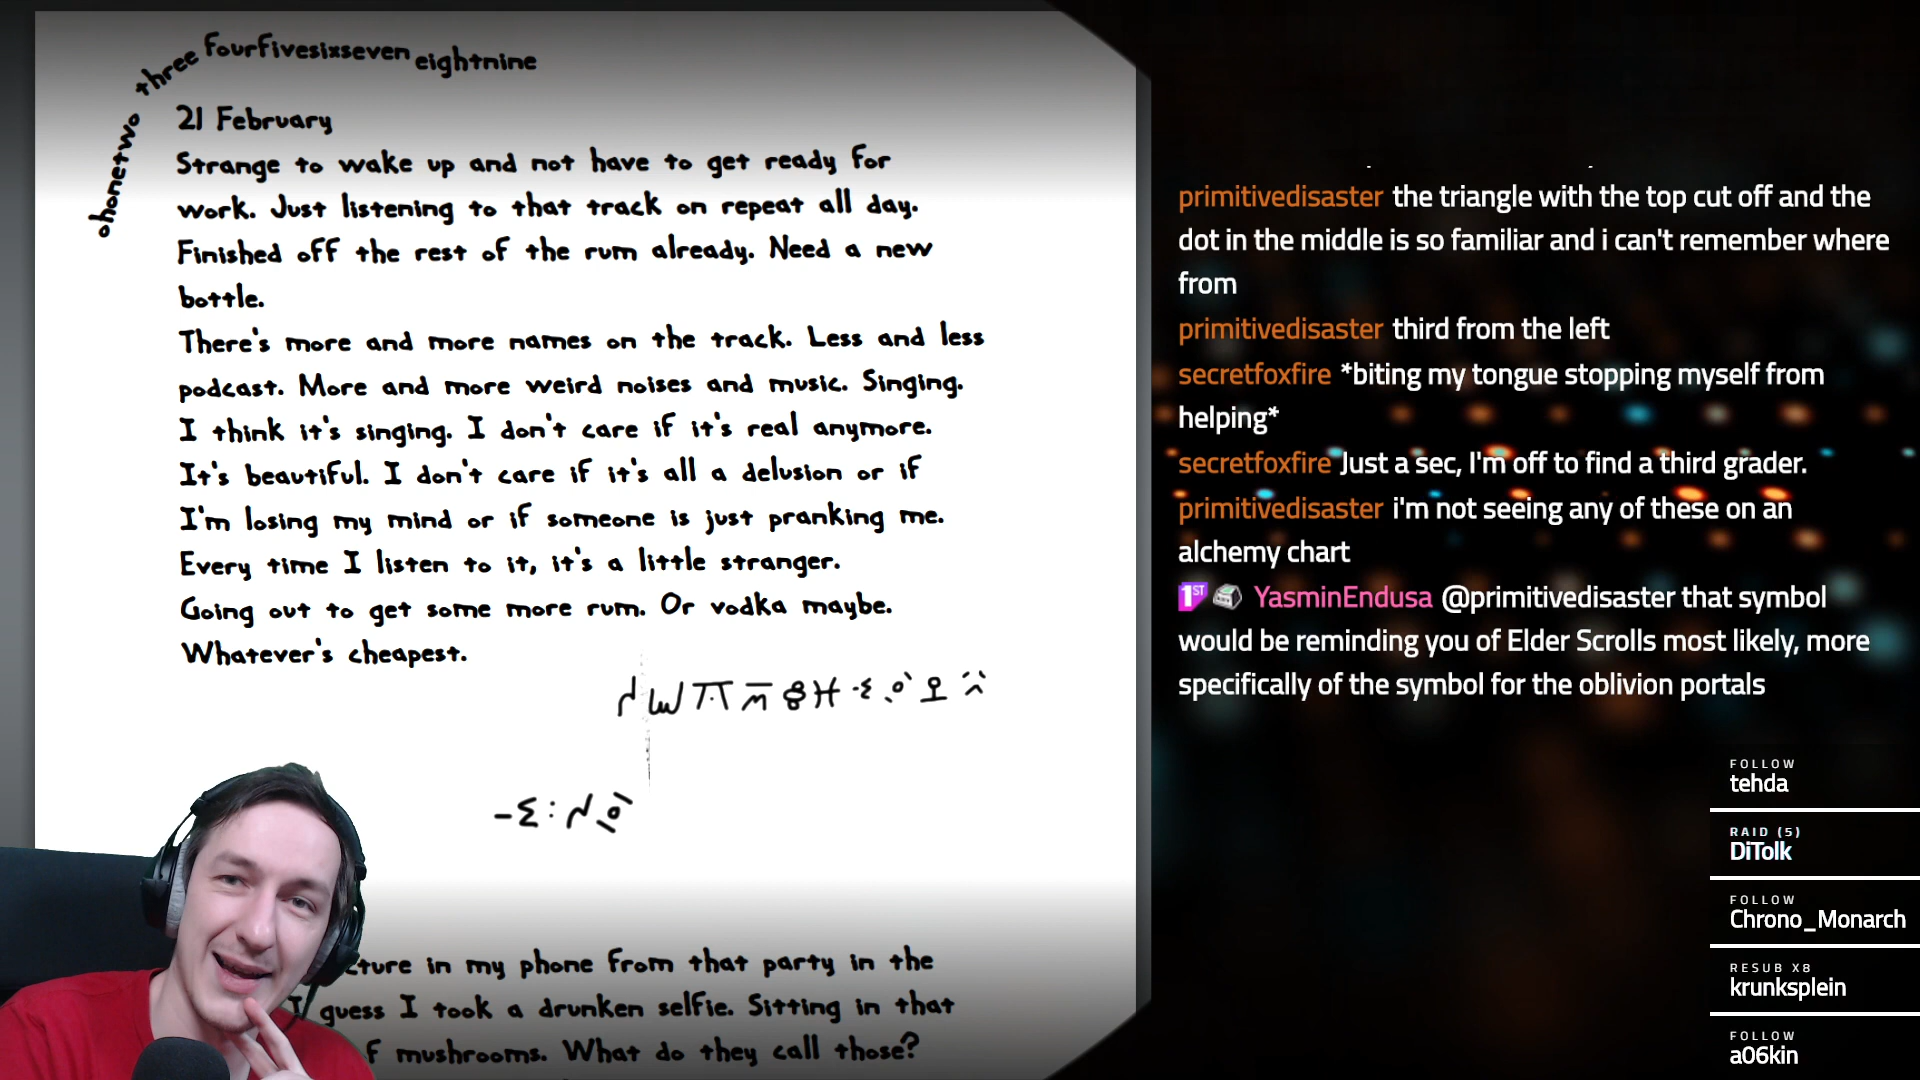 ohonetwo three fourfivesixseven eightnine
21 February
Strange to wake up and not have to get ready for
work. Just listening to that track on repeat all day.
Finished off the rest of the rum already. Need a new
bottle.
There's more and more names on the track. Less and less
podcast. More and more weird noises and music. Singing.
I think it's singing. I don't care if it's real anymore.
It's beautiful. I don't care if it's all a delusion or if
I'm losing my mind or if someone is just pranking me.
Every time I listen to it, it's a little stranger.
Going out to get some more rum. Or vodka maybe.
Whatever's cheapest.
in my phone from that party in the
I guess I took a drunken selfie. Sitting in that
mushrooms. What do they call those?
primitivedisaster the triangle with the top cut off and the
dot in the middle is so familiar and i can't remember where
from
primitivedisaster third from the left
secretfoxfire *biting my tongue stopping myself from
helping*
secretfoxfire Just a sec, I'm off to find a third grader.
primitivedisaster i'm not seeing any of these on an
alchemy chart
1ST YasminEndusa @primitivedisaster that symbol
would be reminding you of Elder Scrolls most likely, more
specifically of the symbol for the oblivion portals
FOLLOW
tehda
RAID (5)
DiTolk
FOLLOW
Chrono_Monarch
RESUB X8
krunksplein
FOLLOW
a06kin